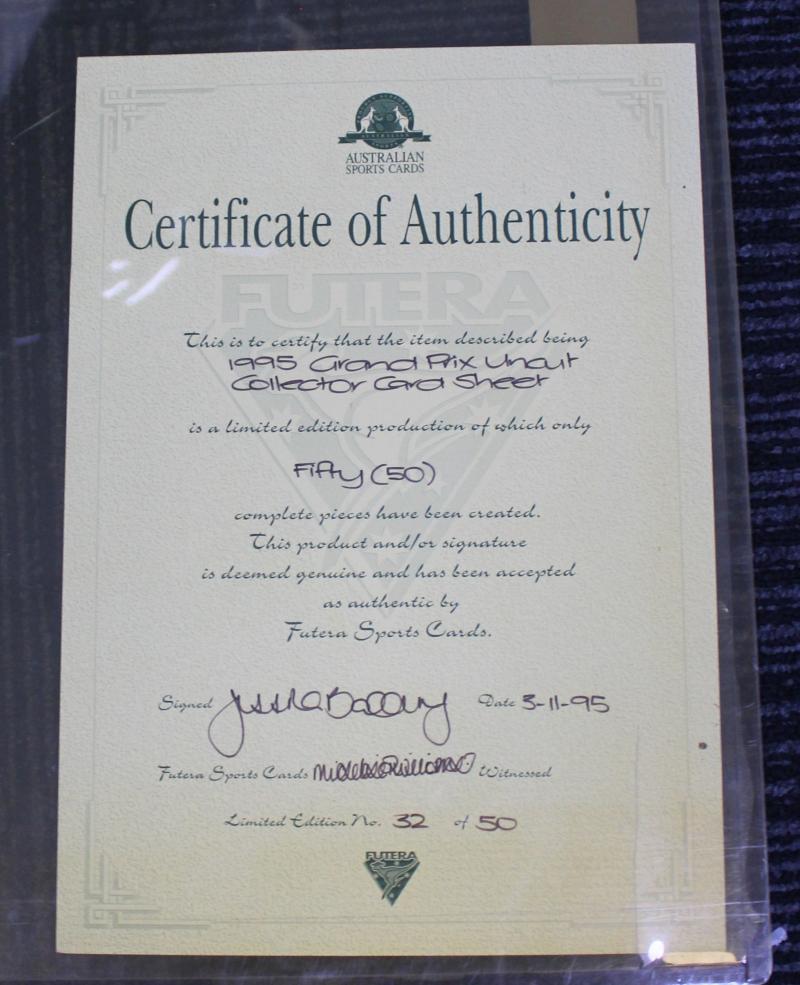 AUSTRALIAN
SPORTS CARDS
Certificate of Authenticity
FUTERA
This is to certify that the item described being
1995 Grand Prix Uncut
Collector Card Sheet
is a limited edition production of which only
Fifty (50)
complete pieces have been created.
This product and/or signature
is deemed genuine and has been accepted
as authentic by
Futera Sports Cards.
Signed Date 3-11-95
Futera Sports Cards Witnessed
Limited Edition No. 32 of 50
FUTERA